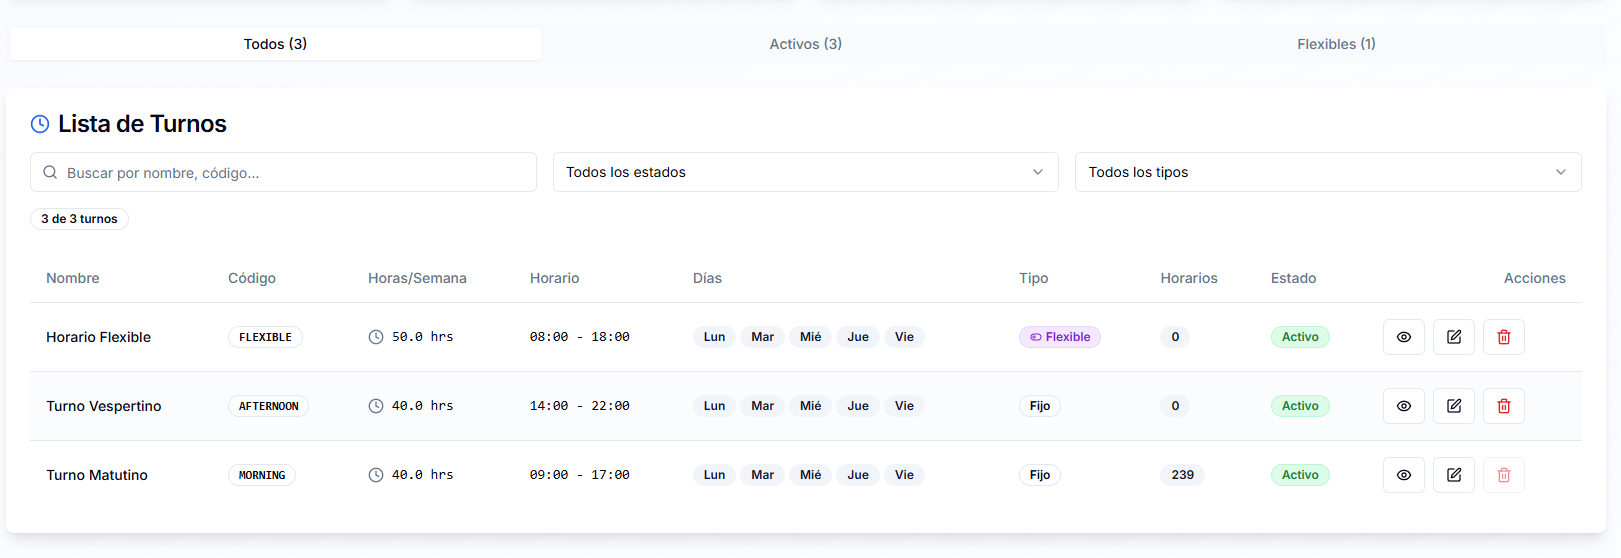 Todos (3) Activos (3) Flexibles (1)
Lista de Turnos
Buscar por nombre, código... Todos los estados Todos los tipos
3 de 3 turnos
Nombre Código Horas/Semana Horario Días Tipo Horarios Estado Acciones
Horario Flexible FLEXIBLE 50.0 hrs 08:00 - 18:00 Lun Mar Mié Jue Vie Flexible 0 Activo
Turno Vespertino AFTERNOON 40.0 hrs 14:00 - 22:00 Lun Mar Mié Jue Vie Fijo 0 Activo
Turno Matutino MORNING 40.0 hrs 09:00 - 17:00 Lun Mar Mié Jue Vie Fijo 239 Activo